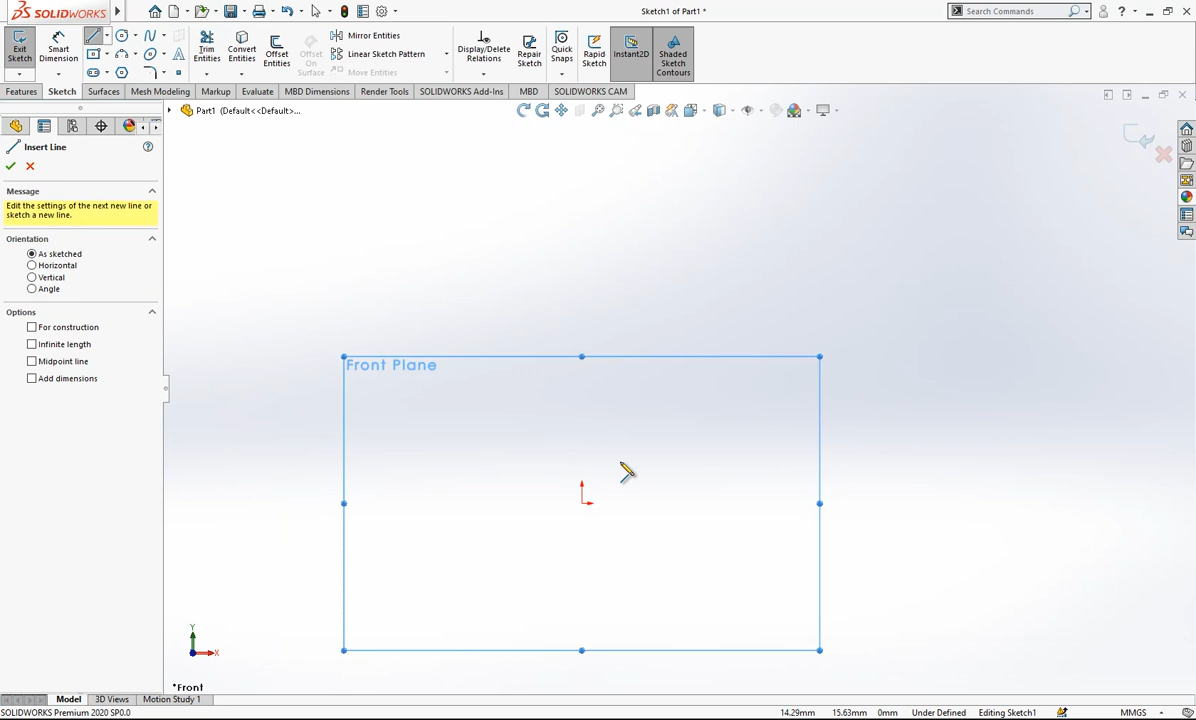 SOLIDWORKS
Sketch1 of Part1 *
Search Commands
Exit Sketch
Smart Dimension
Trim Entities
Convert Entities
Offset Entities
Offset On Surface
Mirror Entities
Linear Sketch Pattern
Move Entities
Display/Delete Relations
Repair Sketch
Quick Snaps
Rapid Sketch
Instant2D
Shaded Sketch Contours
Features
Sketch
Surfaces
Mesh Modeling
Markup
Evaluate
MBD Dimensions
Render Tools
SOLIDWORKS Add-Ins
MBD
SOLIDWORKS CAM
Part1 (Default<<Default>...
Insert Line
Message
Edit the settings of the next new line or
sketch a new line.
Orientation
As sketched
Horizontal
Vertical
Angle
Options
For construction
Infinite length
Midpoint line
Add dimensions
Front Plane
Y
X
*Front
Model
3D Views
Motion Study 1
SOLIDWORKS Premium 2020 SP0.0
14.29mm
15.63mm
0mm
Under Defined
Editing Sketch1
MMGS